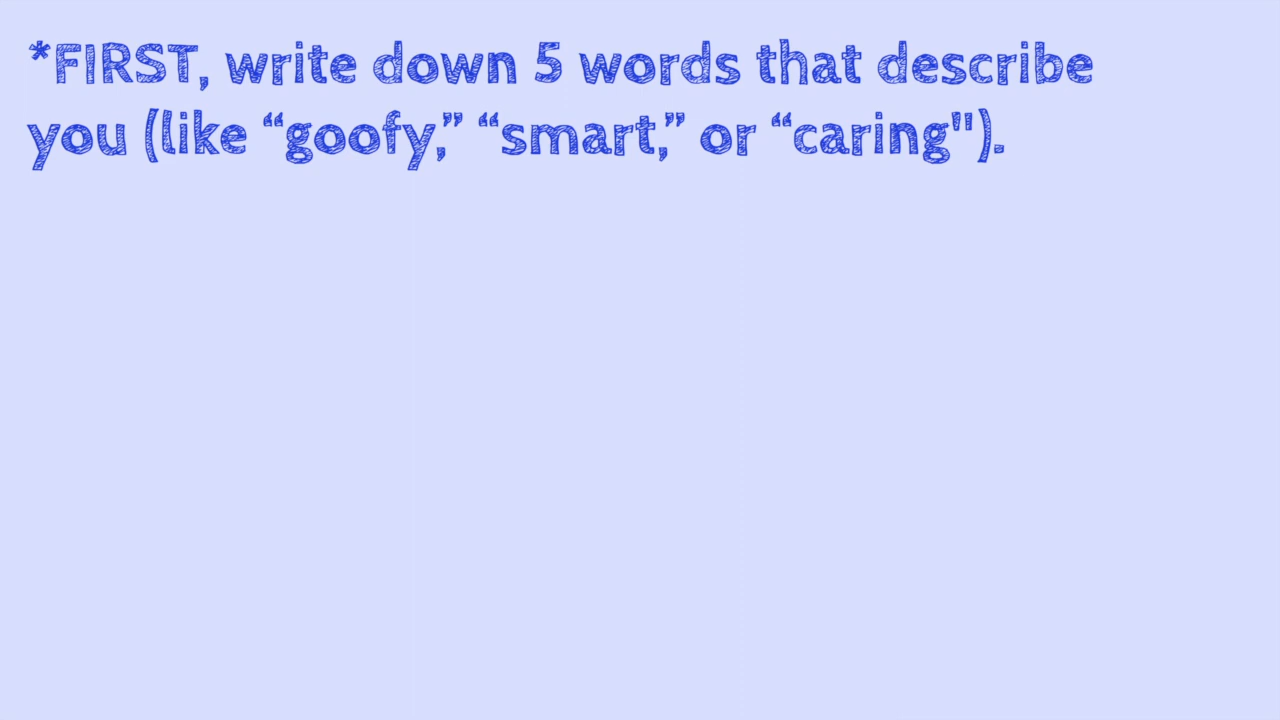 *FIRST, write down 5 words that describe
you (like “goofy,” “smart,” or “caring").